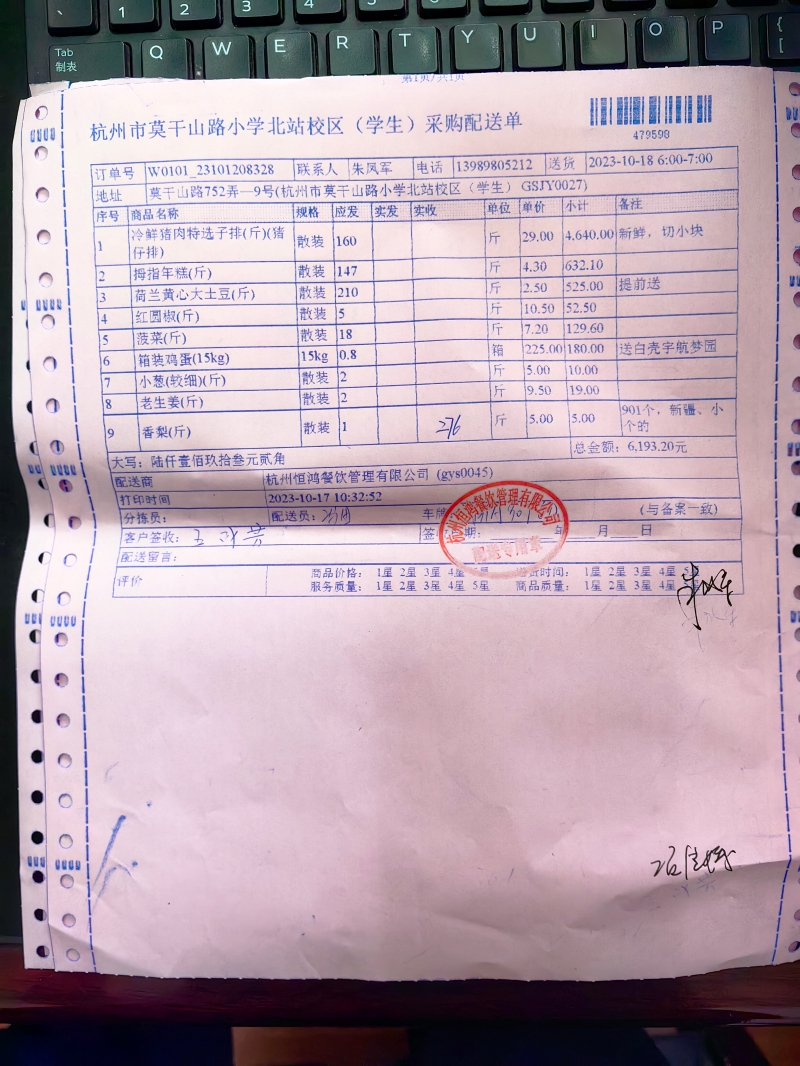 Tab
制表
Q W E R T Y U I O P { [
第1页/共1页
杭州市莫干山路小学北站校区（学生）采购配送单
479598
订单号 W0101_23101208328 联系人 朱凤军 电话 13989805212 送货 2023-10-18 6:00-7:00
地址 莫干山路752弄—9号(杭州市莫干山路小学北站校区（学生）GSJY0027)
序号 商品名称 规格 应发 实发 实收 单位 单价 小计 备注
1 冷鲜猪肉特选子排(斤)(猪仔排) 散装 160 斤 29.00 4,640.00 新鲜，切小块
2 拇指年糕(斤) 散装 147 斤 4.30 632.10
3 荷兰黄心大土豆(斤) 散装 210 斤 2.50 525.00 提前送
4 红圆椒(斤) 散装 5 斤 10.50 52.50
5 菠菜(斤) 散装 18 斤 7.20 129.60
6 箱装鸡蛋(15kg) 15kg 0.8 箱 225.00 180.00 送白壳宇航梦园
7 小葱(较细)(斤) 散装 2 斤 5.00 10.00
8 老生姜(斤) 散装 2 斤 9.50 19.00
9 香梨(斤) 散装 1 276 斤 5.00 5.00 901个，新疆、小个的
大写：陆仟壹佰玖拾叁元贰角 总金额：6,193.20元
配送商 杭州恒鸿餐饮管理有限公司 (gys0045)
打印时间 2023-10-17 10:32:52
分拣员： 配送员： 车牌 （与备案一致）
客户签收： 签 期： 年 月 日
杭州恒鸿餐饮管理有限公司
配送专用章
配送留言：
评价 商品价格： 1星 2星 3星 4星 5星 送货时间： 1星 2星 3星 4星 5星
服务质量： 1星 2星 3星 4星 5星 商品质量： 1星 2星 3星 4星 5星